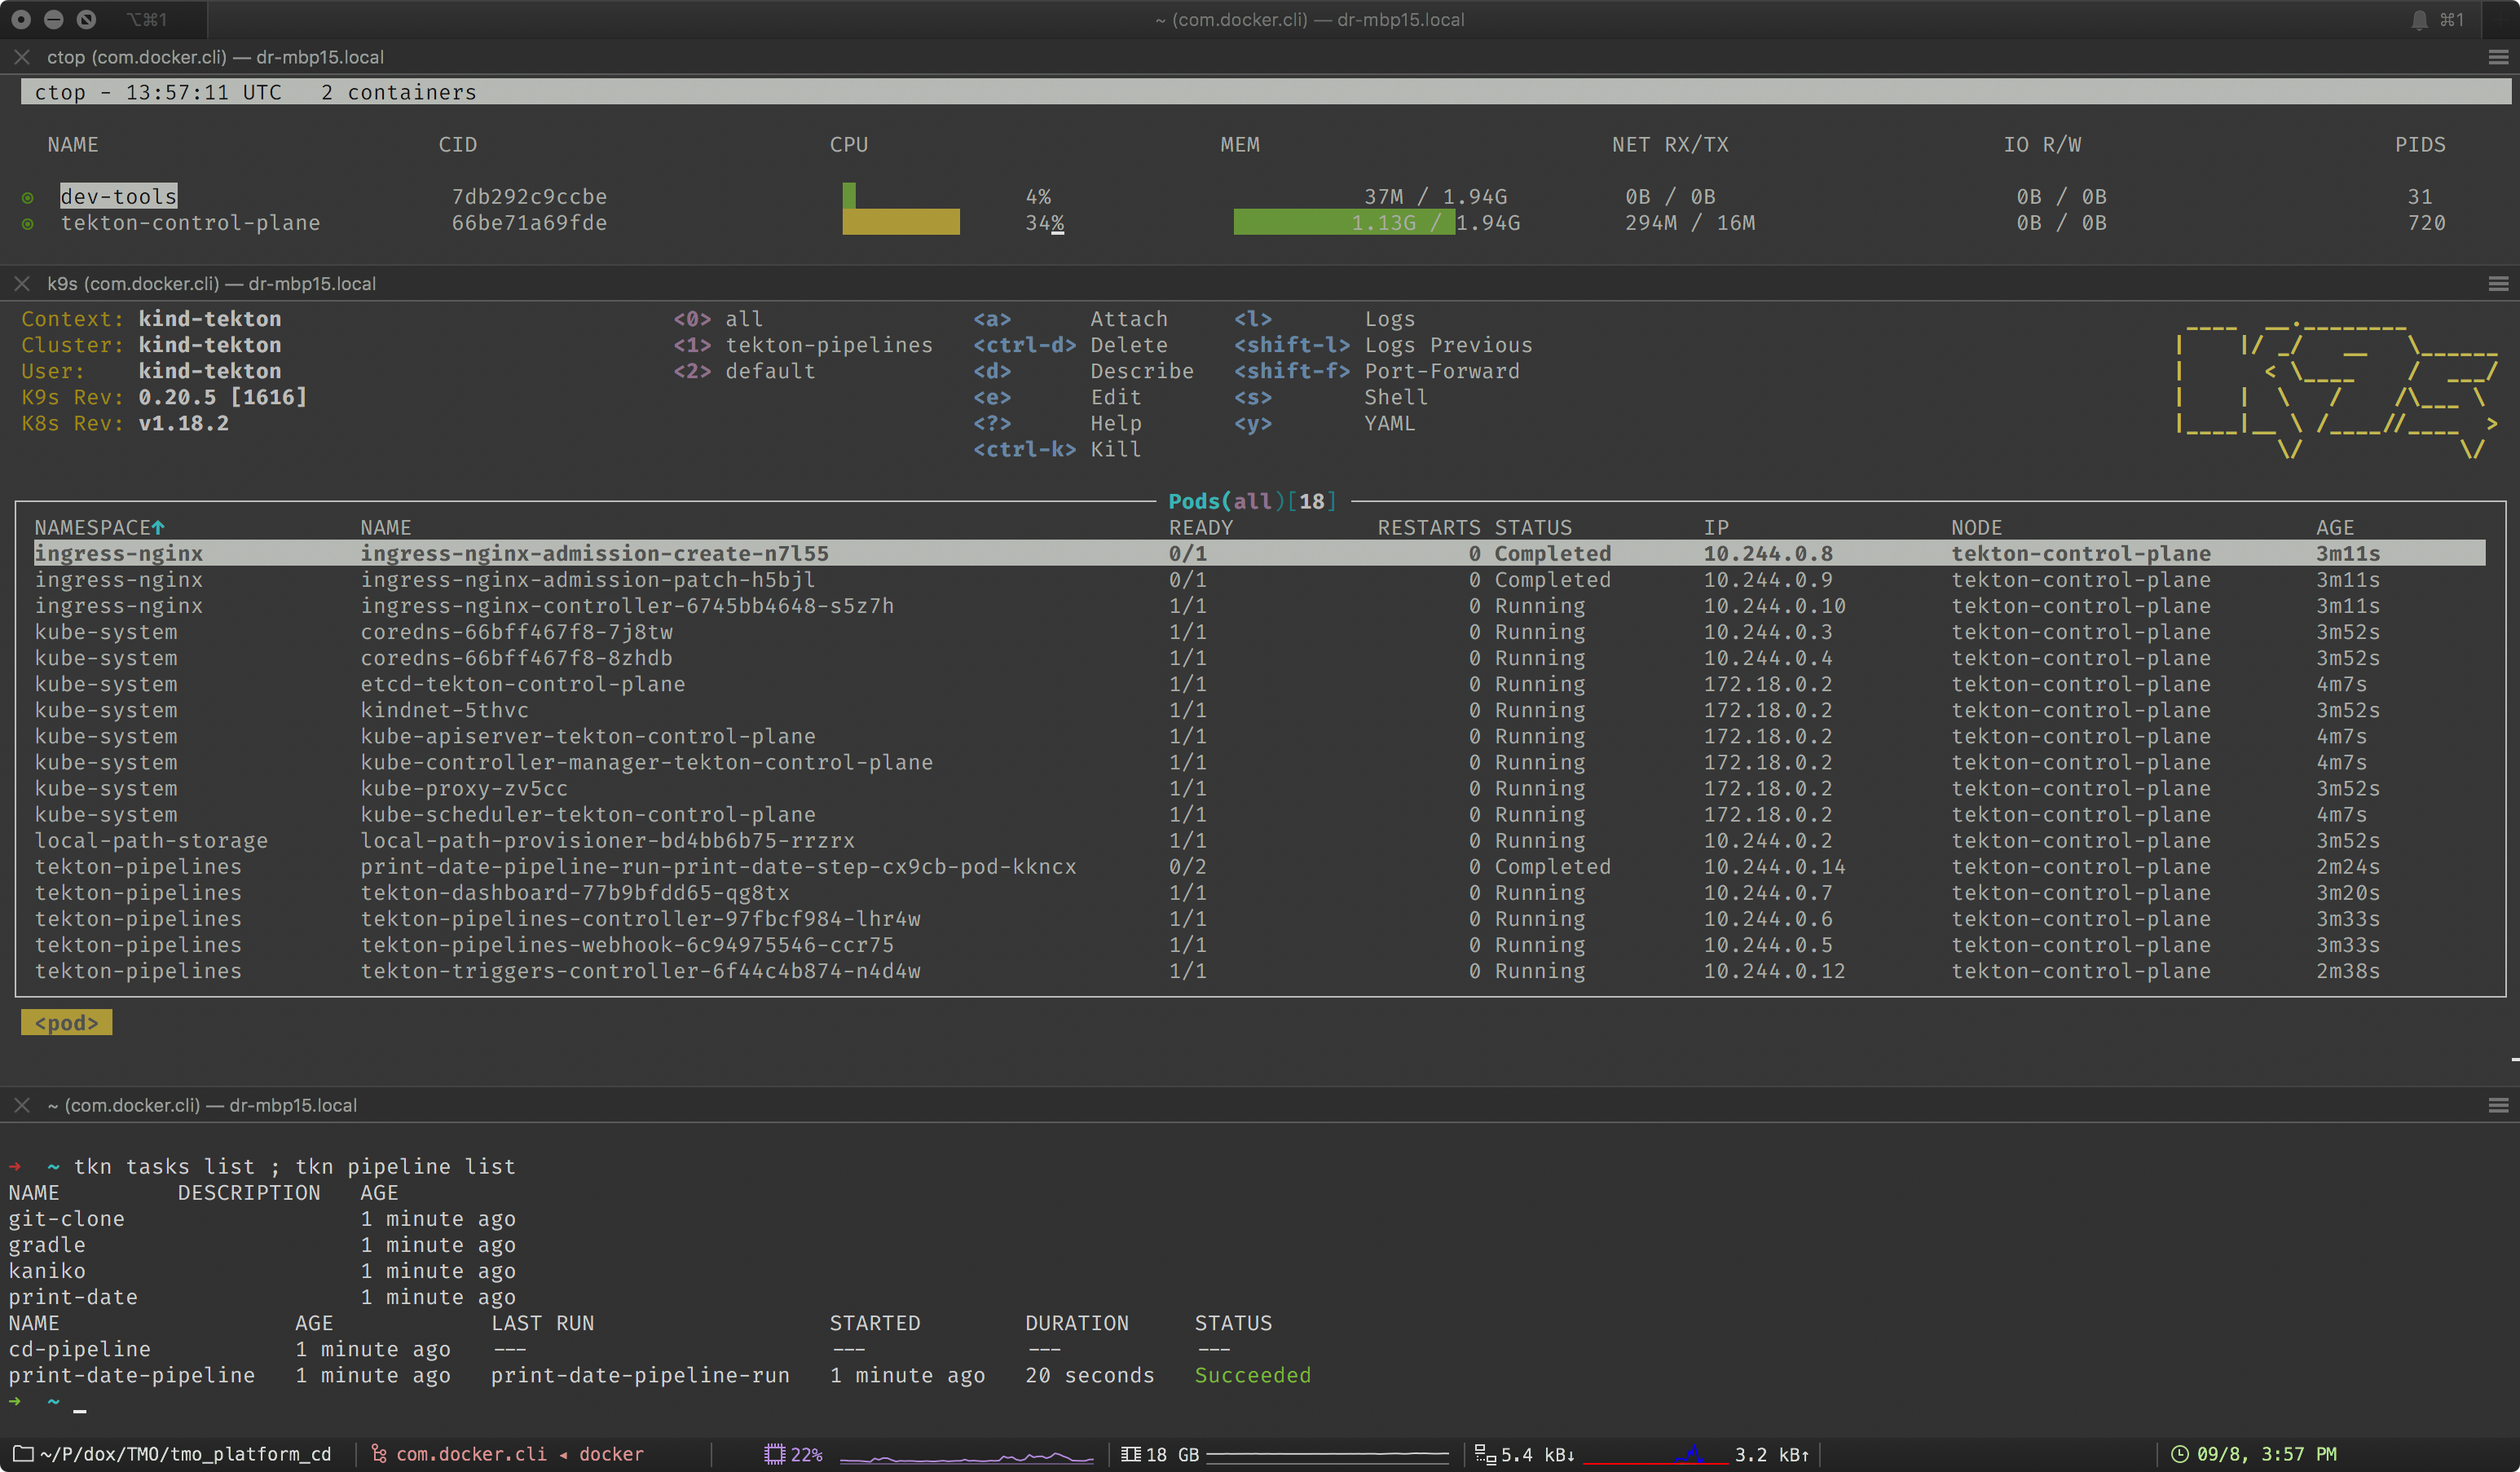 ⌥⌘1 ~ (com.docker.cli) — dr-mbp15.local ⌘1
ctop (com.docker.cli) — dr-mbp15.local
ctop - 13:57:11 UTC 2 containers
NAME CID CPU MEM NET RX/TX IO R/W PIDS
dev-tools 7db292c9ccbe 4% 37M / 1.94G 0B / 0B 0B / 0B 31
tekton-control-plane 66be71a69fde 34% 1.13G / 1.94G 294M / 16M 0B / 0B 720
k9s (com.docker.cli) — dr-mbp15.local
Context: kind-tekton <0> all <a> Attach <l> Logs
Cluster: kind-tekton <1> tekton-pipelines <ctrl-d> Delete <shift-l> Logs Previous
User: kind-tekton <2> default <d> Describe <shift-f> Port-Forward
K9s Rev: 0.20.5 [1616] <e> Edit <s> Shell
K8s Rev: v1.18.2 <?> Help <y> YAML
<ctrl-k> Kill
Pods(all)[18]
NAMESPACE↑ NAME READY RESTARTS STATUS IP NODE AGE
ingress-nginx ingress-nginx-admission-create-n7l55 0/1 0 Completed 10.244.0.8 tekton-control-plane 3m11s
ingress-nginx ingress-nginx-admission-patch-h5bjl 0/1 0 Completed 10.244.0.9 tekton-control-plane 3m11s
ingress-nginx ingress-nginx-controller-6745bb4648-s5z7h 1/1 0 Running 10.244.0.10 tekton-control-plane 3m11s
kube-system coredns-66bff467f8-7j8tw 1/1 0 Running 10.244.0.3 tekton-control-plane 3m52s
kube-system coredns-66bff467f8-8zhdb 1/1 0 Running 10.244.0.4 tekton-control-plane 3m52s
kube-system etcd-tekton-control-plane 1/1 0 Running 172.18.0.2 tekton-control-plane 4m7s
kube-system kindnet-5thvc 1/1 0 Running 172.18.0.2 tekton-control-plane 3m52s
kube-system kube-apiserver-tekton-control-plane 1/1 0 Running 172.18.0.2 tekton-control-plane 4m7s
kube-system kube-controller-manager-tekton-control-plane 1/1 0 Running 172.18.0.2 tekton-control-plane 4m7s
kube-system kube-proxy-zv5cc 1/1 0 Running 172.18.0.2 tekton-control-plane 3m52s
kube-system kube-scheduler-tekton-control-plane 1/1 0 Running 172.18.0.2 tekton-control-plane 4m7s
local-path-storage local-path-provisioner-bd4bb6b75-rrzrx 1/1 0 Running 10.244.0.2 tekton-control-plane 3m52s
tekton-pipelines print-date-pipeline-run-print-date-step-cx9cb-pod-kkncx 0/2 0 Completed 10.244.0.14 tekton-control-plane 2m24s
tekton-pipelines tekton-dashboard-77b9bfdd65-qg8tx 1/1 0 Running 10.244.0.7 tekton-control-plane 3m20s
tekton-pipelines tekton-pipelines-controller-97fbcf984-lhr4w 1/1 0 Running 10.244.0.6 tekton-control-plane 3m33s
tekton-pipelines tekton-pipelines-webhook-6c94975546-ccr75 1/1 0 Running 10.244.0.5 tekton-control-plane 3m33s
tekton-pipelines tekton-triggers-controller-6f44c4b874-n4d4w 1/1 0 Running 10.244.0.12 tekton-control-plane 2m38s
<pod>
~ (com.docker.cli) — dr-mbp15.local
→ ~ tkn tasks list ; tkn pipeline list
NAME DESCRIPTION AGE
git-clone 1 minute ago
gradle 1 minute ago
kaniko 1 minute ago
print-date 1 minute ago
NAME AGE LAST RUN STARTED DURATION STATUS
cd-pipeline 1 minute ago --- --- --- ---
print-date-pipeline 1 minute ago print-date-pipeline-run 1 minute ago 20 seconds Succeeded
→ ~ _
~/P/dox/TMO/tmo_platform_cd com.docker.cli ◂ docker 22% 18 GB 5.4 kB↓ 3.2 kB↑ 09/8, 3:57 PM